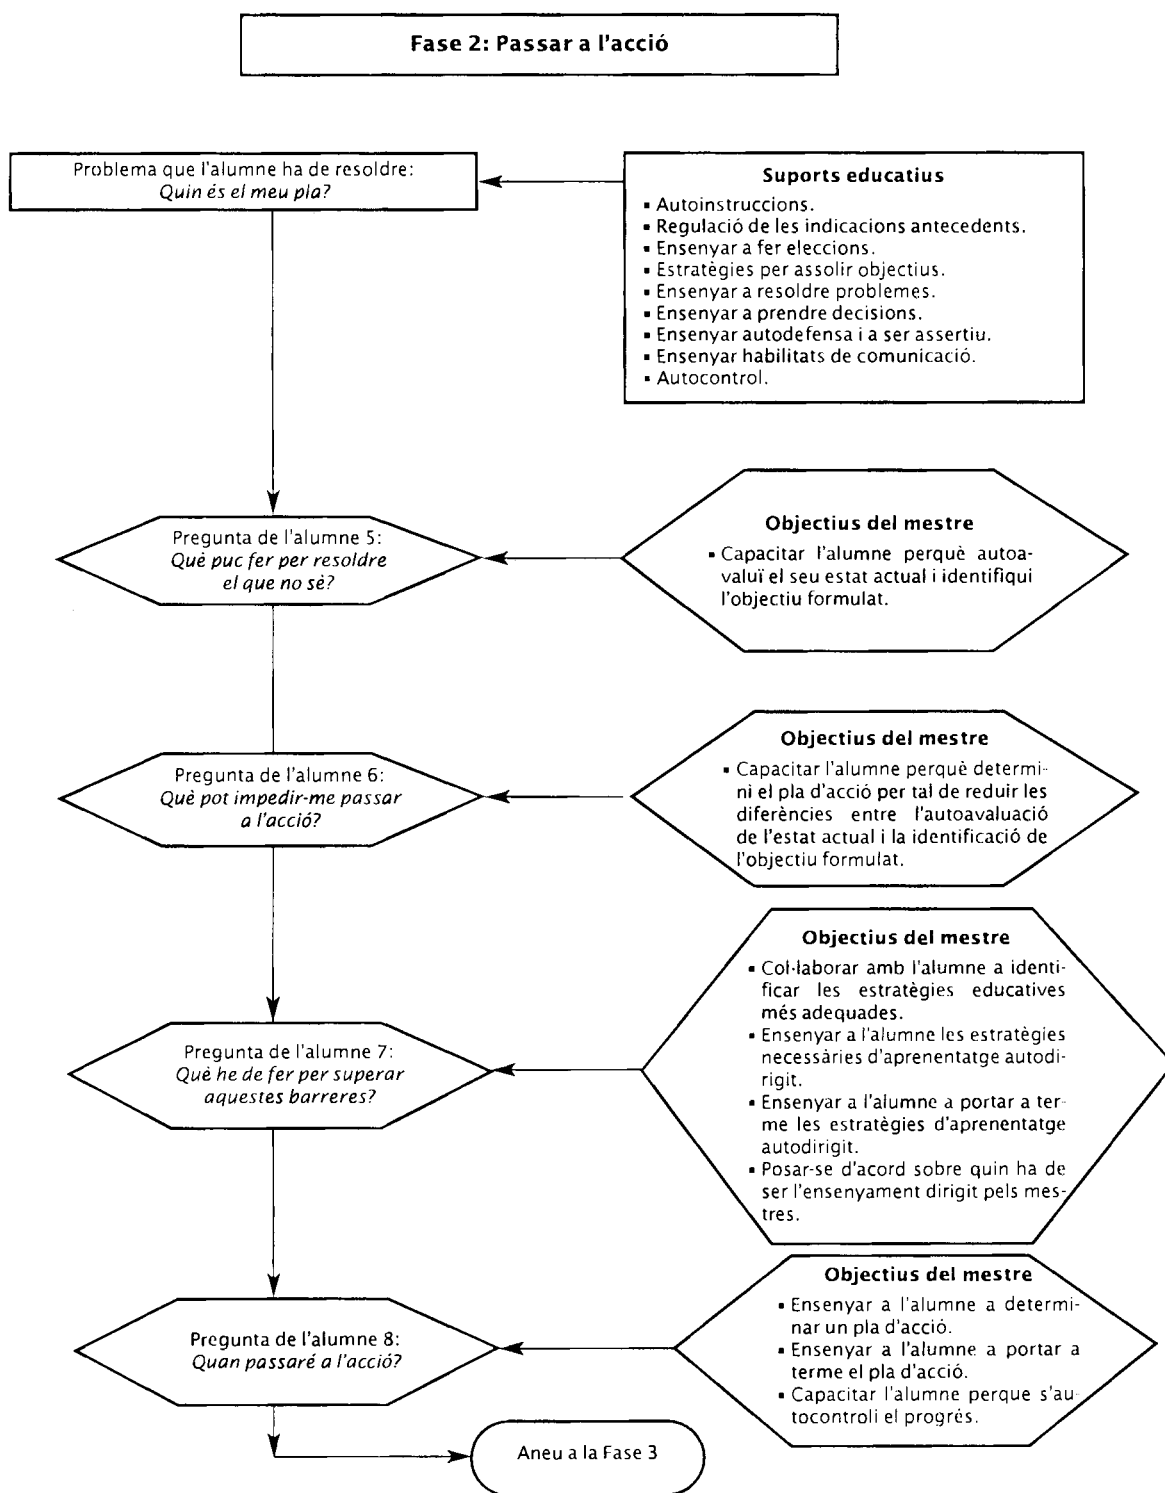 Fase 2: Passar a l'acció
Problema que l'alumne ha de resoldre:
Quin és el meu pla?
Suports educatius
▪ Autoinstruccions.
▪ Regulació de les indicacions antecedents.
▪ Ensenyar a fer eleccions.
▪ Estratègies per assolir objectius.
▪ Ensenyar a resoldre problemes.
▪ Ensenyar a prendre decisions.
▪ Ensenyar autodefensa i a ser assertiu.
▪ Ensenyar habilitats de comunicació.
▪ Autocontrol.
Pregunta de l'alumne 5:
Què puc fer per resoldre
el que no sé?
Objectius del mestre
▪ Capacitar l'alumne perquè autoa-
valuï el seu estat actual i identifiqui
l'objectiu formulat.
Pregunta de l'alumne 6:
Què pot impedir-me passar
a l'acció?
Objectius del mestre
▪ Capacitar l'alumne perquè determi-
ni el pla d'acció per tal de reduir les
diferències entre l'autoavaluació
de l'estat actual i la identificació de
l'objectiu formulat.
Pregunta de l'alumne 7:
Què he de fer per superar
aquestes barreres?
Objectius del mestre
▪ Col·laborar amb l'alumne a identi-
ficar les estratègies educatives
més adequades.
▪ Ensenyar a l'alumne les estratègies
necessàries d'aprenentatge autodi-
rigit.
▪ Ensenyar a l'alumne a portar a ter-
me les estratègies d'aprenentatge
autodirigit.
▪ Posar-se d'acord sobre quin ha de
ser l'ensenyament dirigit pels mes-
tres.
Pregunta de l'alumne 8:
Quan passaré a l'acció?
Objectius del mestre
▪ Ensenyar a l'alumne a determi-
nar un pla d'acció.
▪ Ensenyar a l'alumne a portar a
terme el pla d'acció.
▪ Capacitar l'alumne perque s'au-
tocontroli el progrés.
Aneu a la Fase 3